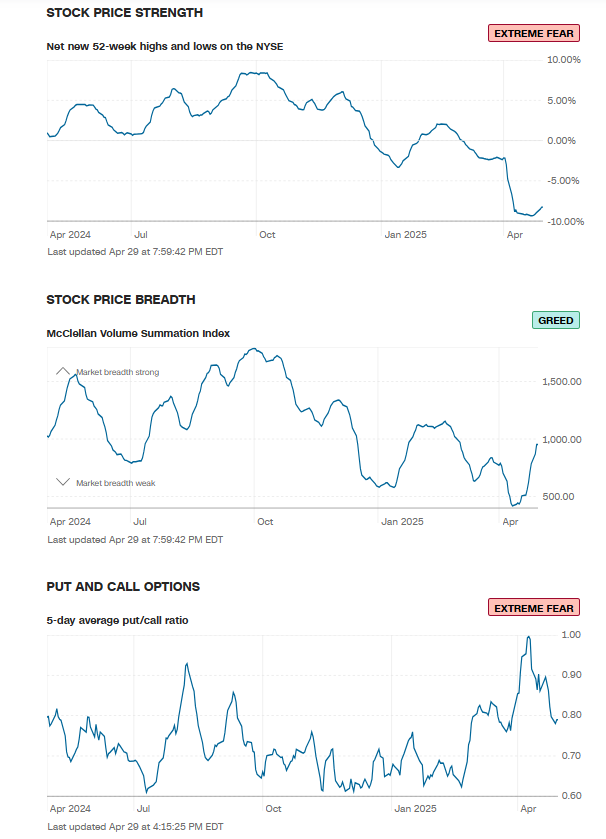 STOCK PRICE STRENGTH
EXTREME FEAR
Net new 52-week highs and lows on the NYSE
10.00%
5.00%
0.00%
-5.00%
-10.00%
Apr 2024 Jul Oct Jan 2025 Apr
Last updated Apr 29 at 7:59:42 PM EDT
STOCK PRICE BREADTH
GREED
McClellan Volume Summation Index
Market breadth strong
1,500.00
1,000.00
Market breadth weak
500.00
Apr 2024 Jul Oct Jan 2025 Apr
Last updated Apr 29 at 7:59:42 PM EDT
PUT AND CALL OPTIONS
EXTREME FEAR
5-day average put/call ratio
1.00
0.90
0.80
0.70
0.60
Apr 2024 Jul Oct Jan 2025 Apr
Last updated Apr 29 at 4:15:25 PM EDT